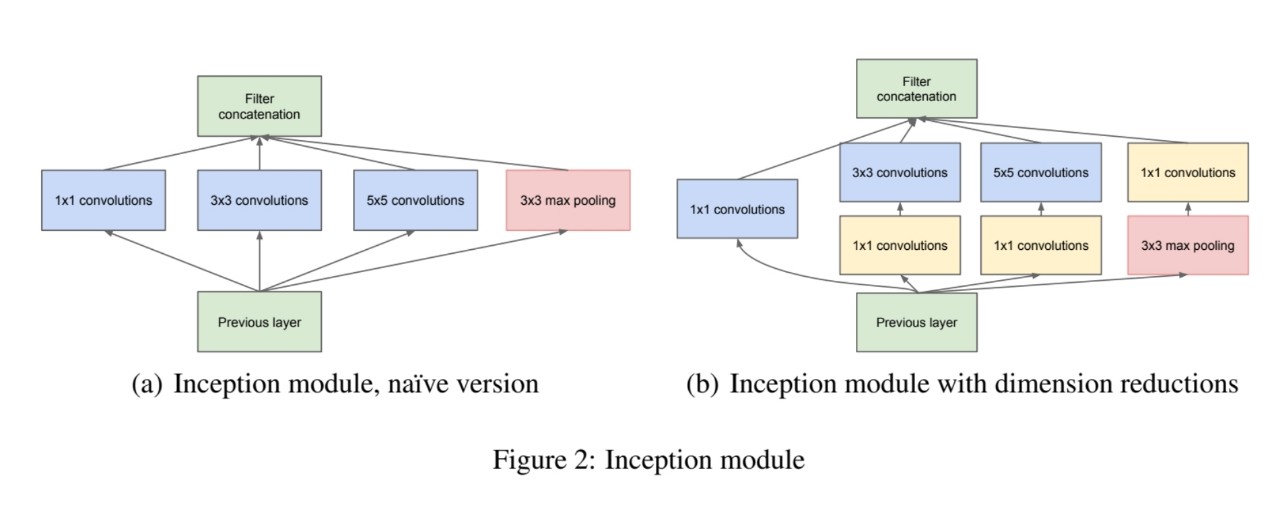 Filter
concatenation
1x1 convolutions
3x3 convolutions
5x5 convolutions
3x3 max pooling
Previous layer
(a) Inception module, naïve version
Filter
concatenation
1x1 convolutions
3x3 convolutions
5x5 convolutions
1x1 convolutions
1x1 convolutions
1x1 convolutions
3x3 max pooling
Previous layer
(b) Inception module with dimension reductions
Figure 2: Inception module